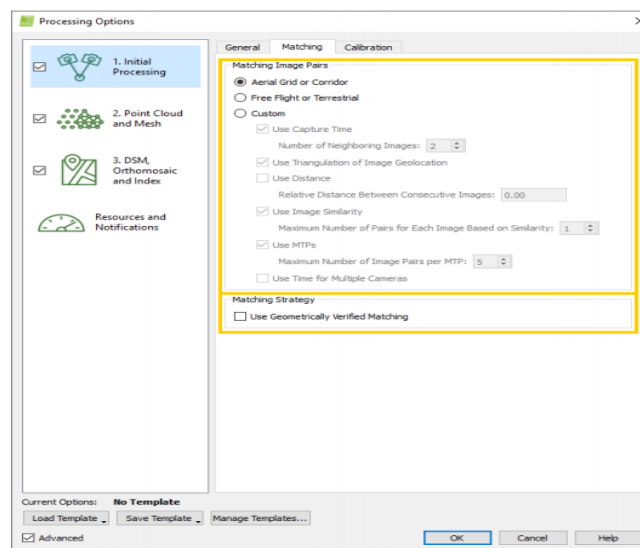 Processing Options
1. Initial
Processing
2. Point Cloud
and Mesh
3. DSM,
Orthomosaic
and Index
Resources and
Notifications
General Matching Calibration
Matching Image Pairs
Aerial Grid or Corridor
Free Flight or Terrestrial
Custom
Use Capture Time
Number of Neighboring Images: 2
Use Triangulation of Image Geolocation
Use Distance
Relative Distance Between Consecutive Images: 0.00
Use Image Similarity
Maximum Number of Pairs for Each Image Based on Similarity: 1
Use MTPs
Maximum Number of Image Pairs per MTP: 5
Use Time for Multiple Cameras
Matching Strategy
Use Geometrically Verified Matching
Current Options: No Template
Load Template Save Template Manage Templates...
Advanced OK Cancel Help